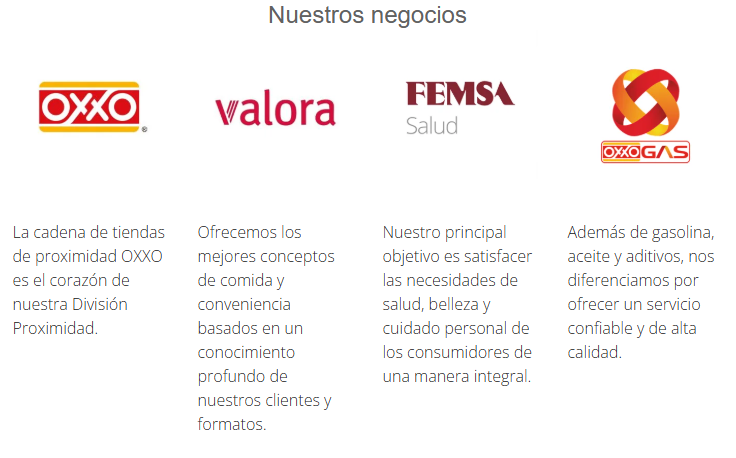 Nuestros negocios
OXXO
®
valora
FEMSA
Salud
OXXO GAS
La cadena de tiendas
de proximidad OXXO
es el corazón de
nuestra División
Proximidad.
Ofrecemos los
mejores conceptos
de comida y
conveniencia
basados en un
conocimiento
profundo de
nuestros clientes y
formatos.
Nuestro principal
objetivo es satisfacer
las necesidades de
salud, belleza y
cuidado personal de
los consumidores de
una manera integral.
Además de gasolina,
aceite y aditivos, nos
diferenciamos por
ofrecer un servicio
confiable y de alta
calidad.